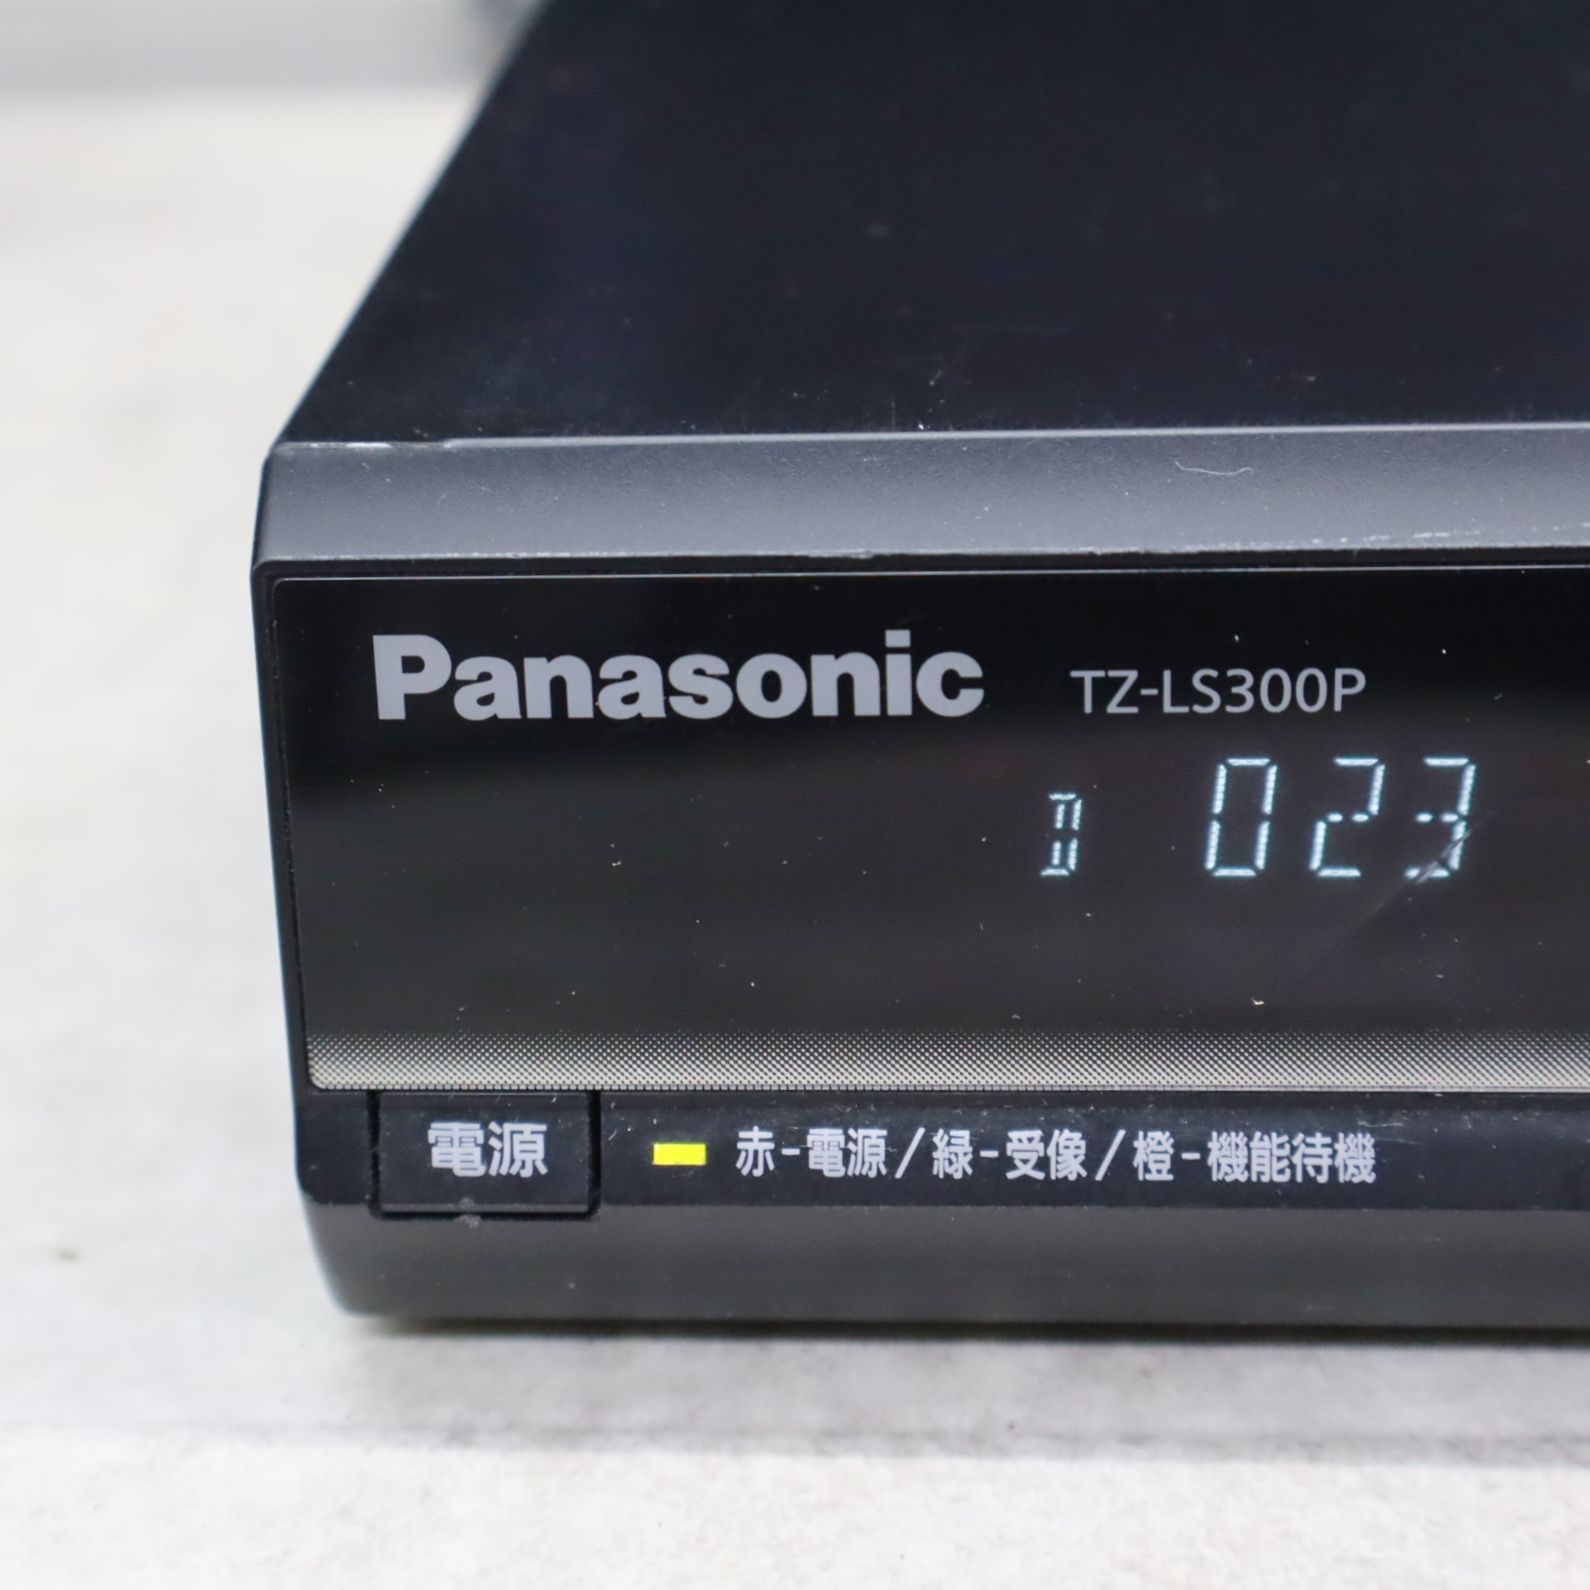 Panasonic TZ-LS300P
D 023
電源 赤-電源/緑-受像/橙-機能待機